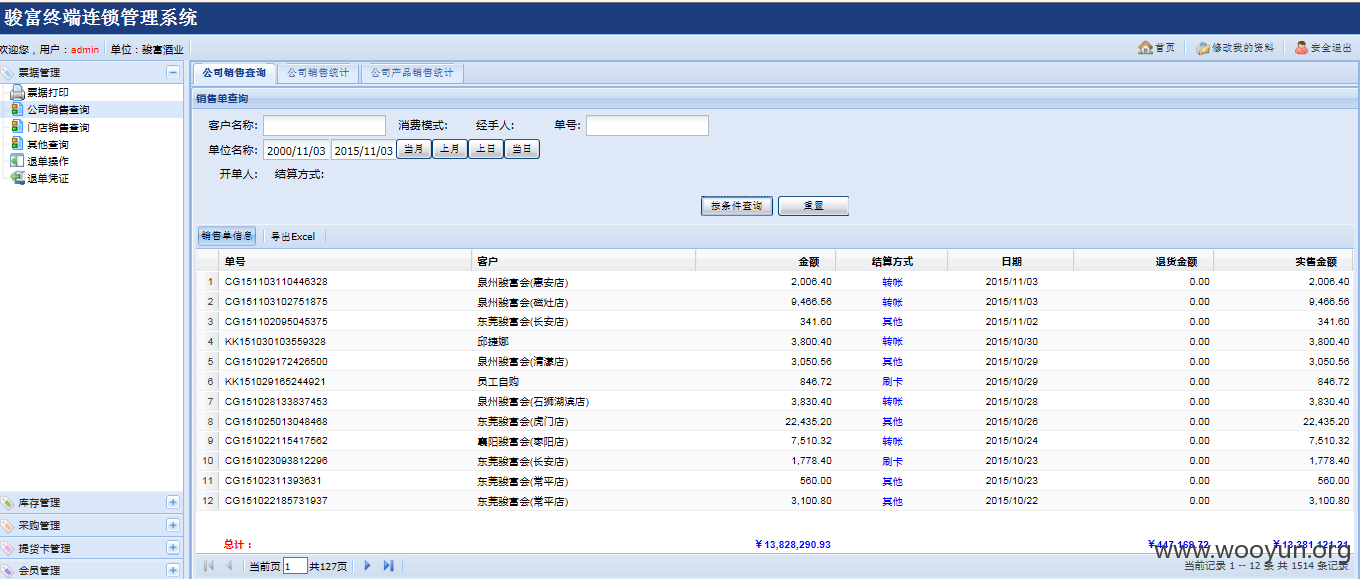 骏富终端连锁管理系统
欢迎您，用户：admin 单位：骏富酒业 首页 修改我的资料 安全退出
票据管理
票据打印
公司销售查询
门店销售查询
其他查询
退单操作
退单凭证
库存管理
采购管理
提货卡管理
会员管理
公司销售查询 公司销售统计 公司产品销售统计
销售单查询
客户名称: 消费模式: 经手人: 单号:
单位名称: 2000/11/03 2015/11/03 当月 上月 上日 当日
开单人: 结算方式:
按条件查询 重置
销售单信息 导出Excel
单号 客户 金额 结算方式 日期 退货金额 实售金额
1 CG151103110446328 泉州骏富会(惠安店) 2,006.40 转帐 2015/11/03 0.00 2,006.40
2 CG151103102751875 泉州骏富会(磁灶店) 9,466.56 转帐 2015/11/03 0.00 9,466.56
3 CG151102095045375 东莞骏富会(长安店) 341.60 其他 2015/11/02 0.00 341.60
4 KK151030103559328 邱捷娜 3,800.40 转帐 2015/10/30 0.00 3,800.40
5 CG151029172426500 泉州骏富会(清濛店) 3,050.56 其他 2015/10/29 0.00 3,050.56
6 KK151029165244921 员工自购 846.72 刷卡 2015/10/29 0.00 846.72
7 CG151028133837453 泉州骏富会(石狮湖滨店) 3,830.40 转帐 2015/10/28 0.00 3,830.40
8 CG151025013048468 东莞骏富会(虎门店) 22,435.20 其他 2015/10/26 0.00 22,435.20
9 CG151022115417562 襄阳骏富会(枣阳店) 7,510.32 转帐 2015/10/24 0.00 7,510.32
10 CG151023093812296 东莞骏富会(长安店) 1,778.40 刷卡 2015/10/23 0.00 1,778.40
11 CG15102311393631 东莞骏富会(常平店) 560.00 其他 2015/10/23 0.00 560.00
12 CG151022185731937 东莞骏富会(常平店) 3,100.80 其他 2015/10/22 0.00 3,100.80
总计： ￥13,828,290.93 ￥447,169.72 ￥13,381,121.21
当前页 1 共127页 当前记录 1 -- 12 条 共 1514 条记录
www.wooyun.org